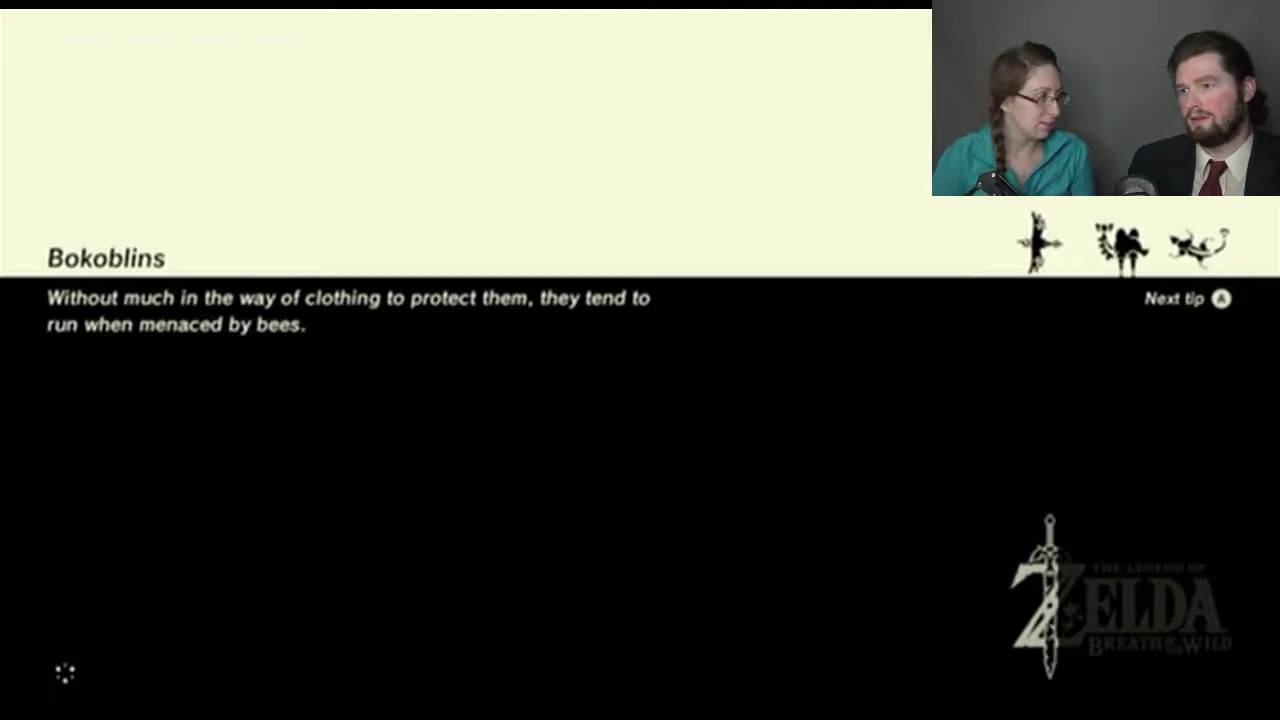 Bokoblins
Without much in the way of clothing to protect them, they tend to
run when menaced by bees.
Next tip A
THE LEGEND OF
ZELDA
BREATH OF THE WILD